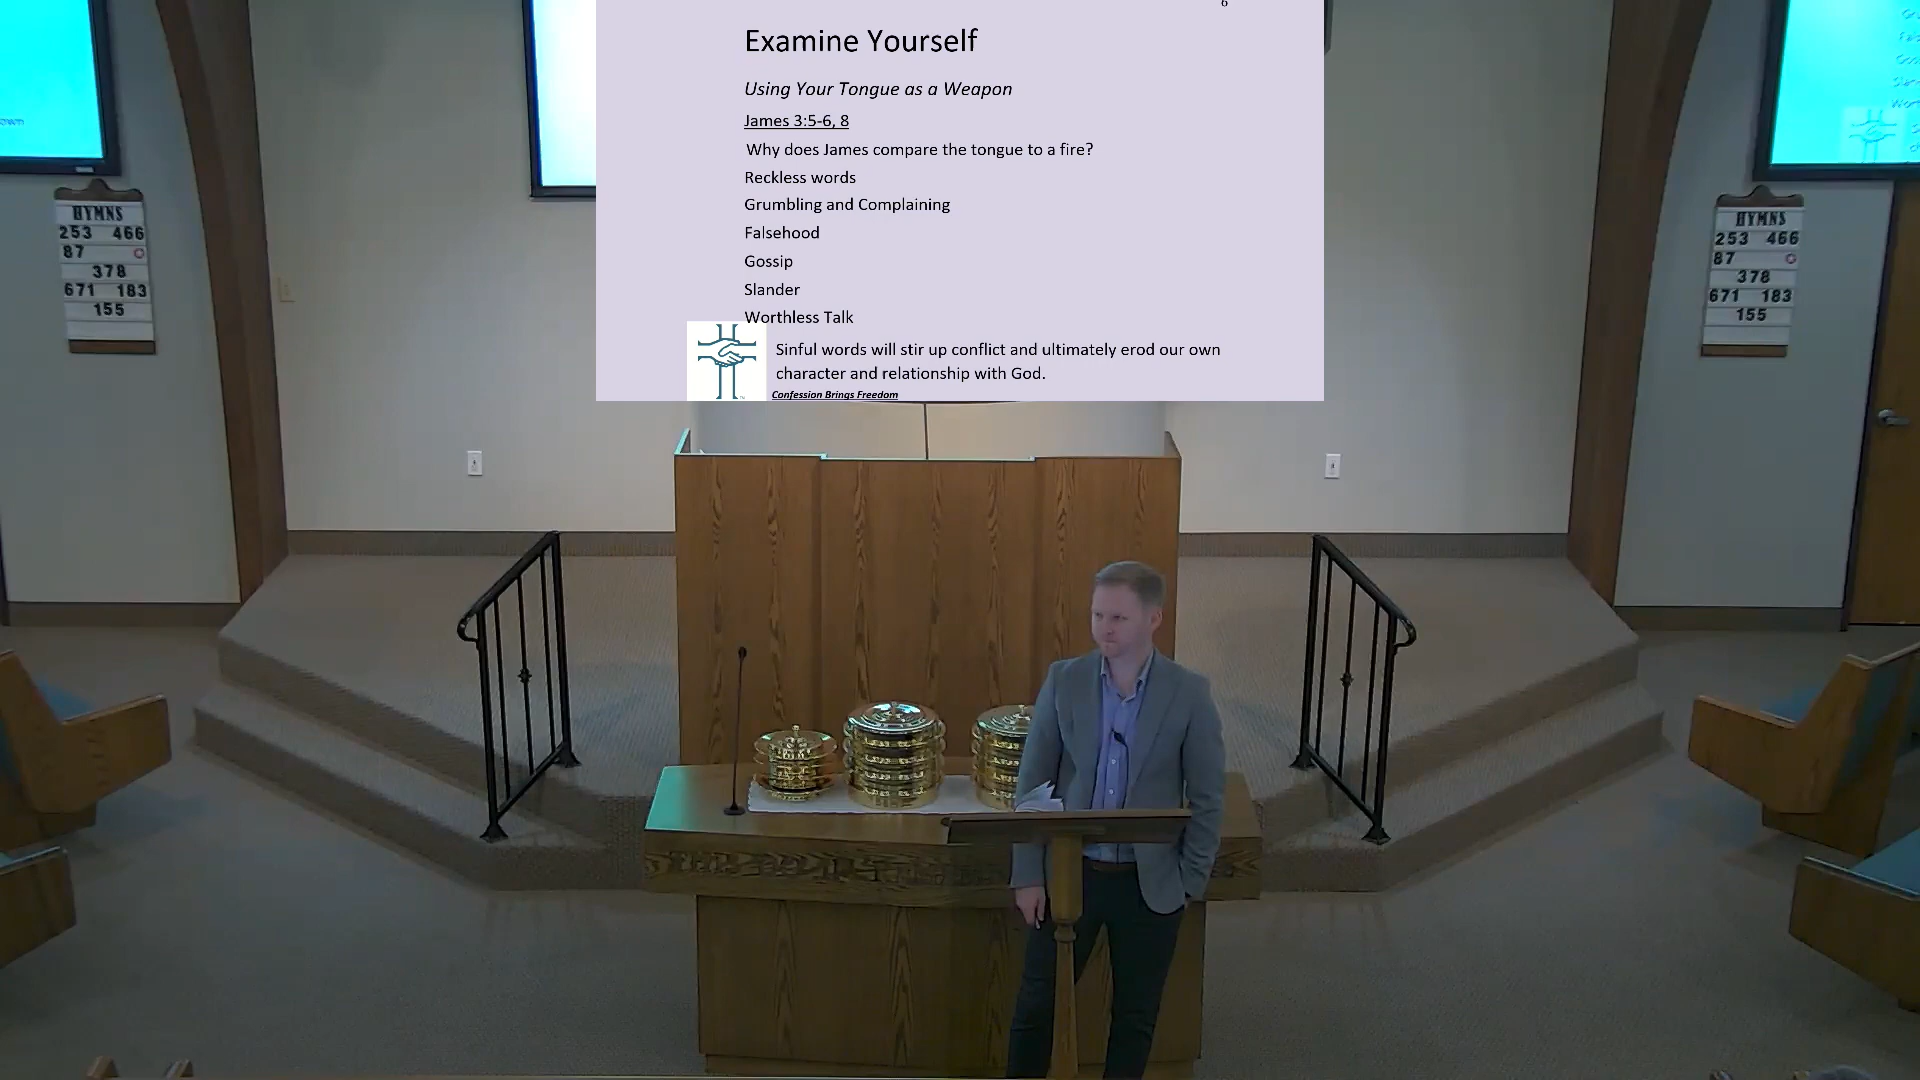 6
Examine Yourself
Using Your Tongue as a Weapon
James 3:5-6, 8
Why does James compare the tongue to a fire?
Reckless words
Grumbling and Complaining
Falsehood
Gossip
Slander
Worthless Talk
Sinful words will stir up conflict and ultimately erod our own
character and relationship with God.
Confession Brings Freedom
own
HYMNS
253 466
87
378
671 183
155
HYMNS
253 466
87
378
671 183
155